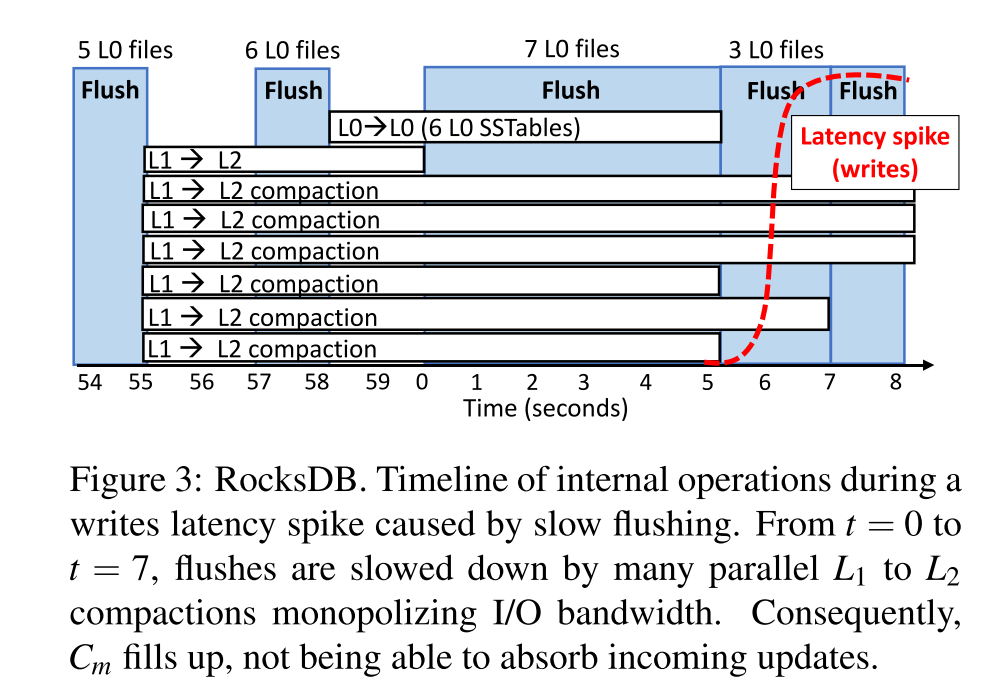 5 L0 files 6 L0 files 7 L0 files 3 L0 files
Flush Flush Flush Flush Flush
L0→L0 (6 L0 SSTables)
Latency spike
(writes)
L1 → L2
L1 → L2 compaction
L1 → L2 compaction
L1 → L2 compaction
L1 → L2 compaction
L1 → L2 compaction
L1 → L2 compaction
54 55 56 57 58 59 0 1 2 3 4 5 6 7 8
Time (seconds)
Figure 3: RocksDB. Timeline of internal operations during a
writes latency spike caused by slow flushing. From t = 0 to
t = 7, flushes are slowed down by many parallel L₁ to L₂
compactions monopolizing I/O bandwidth. Consequently,
Cₘ fills up, not being able to absorb incoming updates.